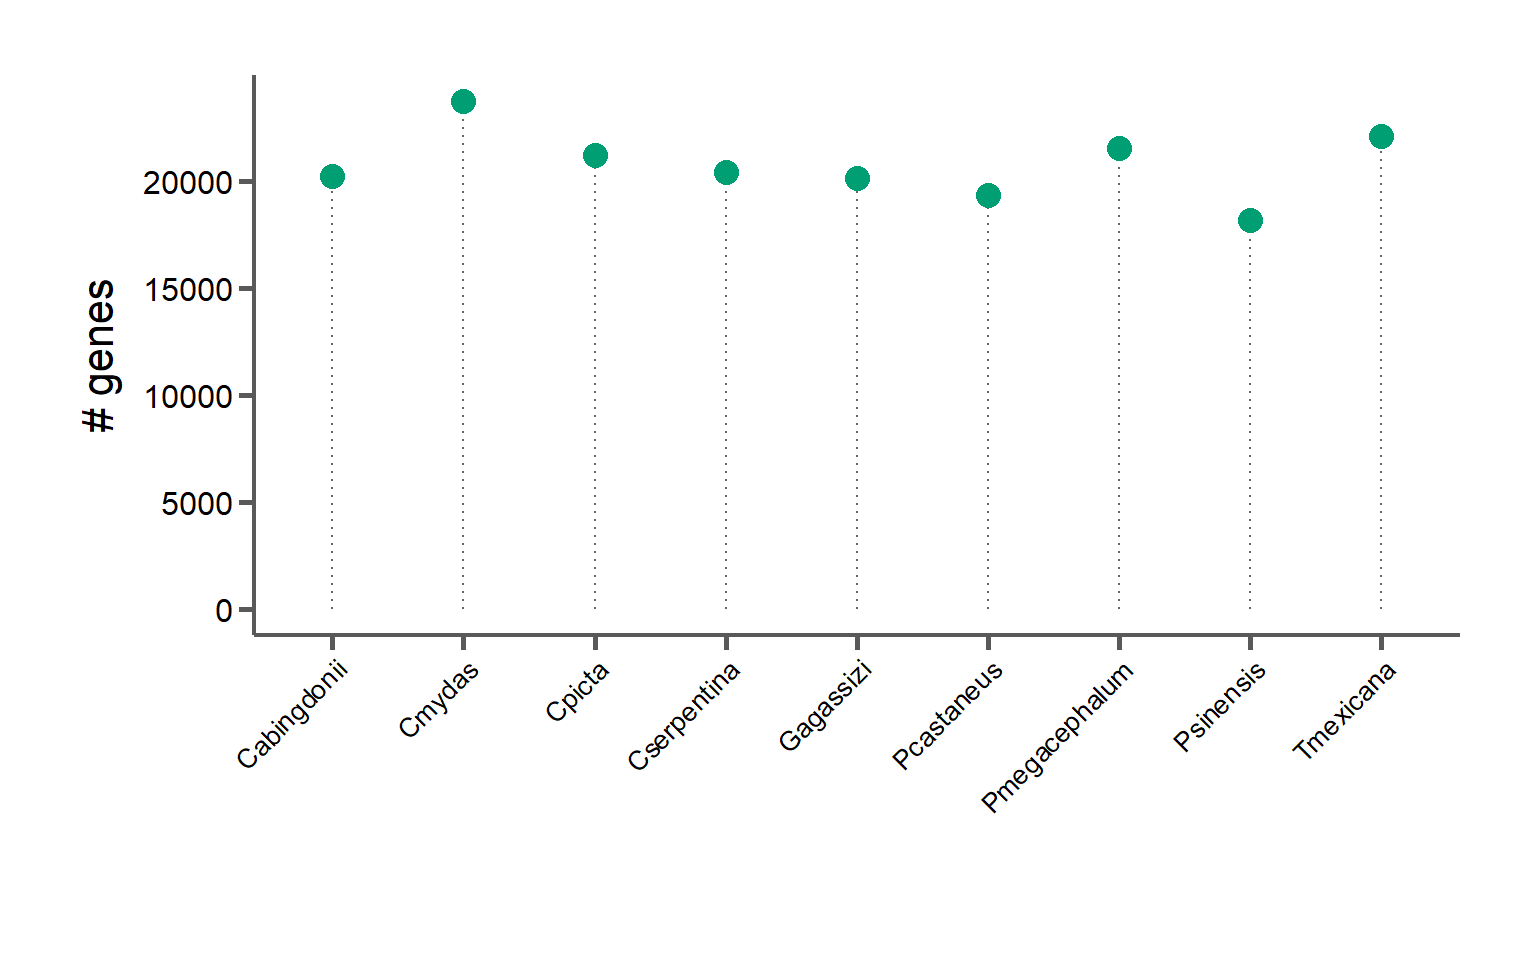 # genes
20000
15000
10000
5000
0
Cabingdonii
Cmydas
Cpicta
Cserpentina
Gagassizi
Pcastaneus
Pmegacephalum
Psinensis
Tmexicana